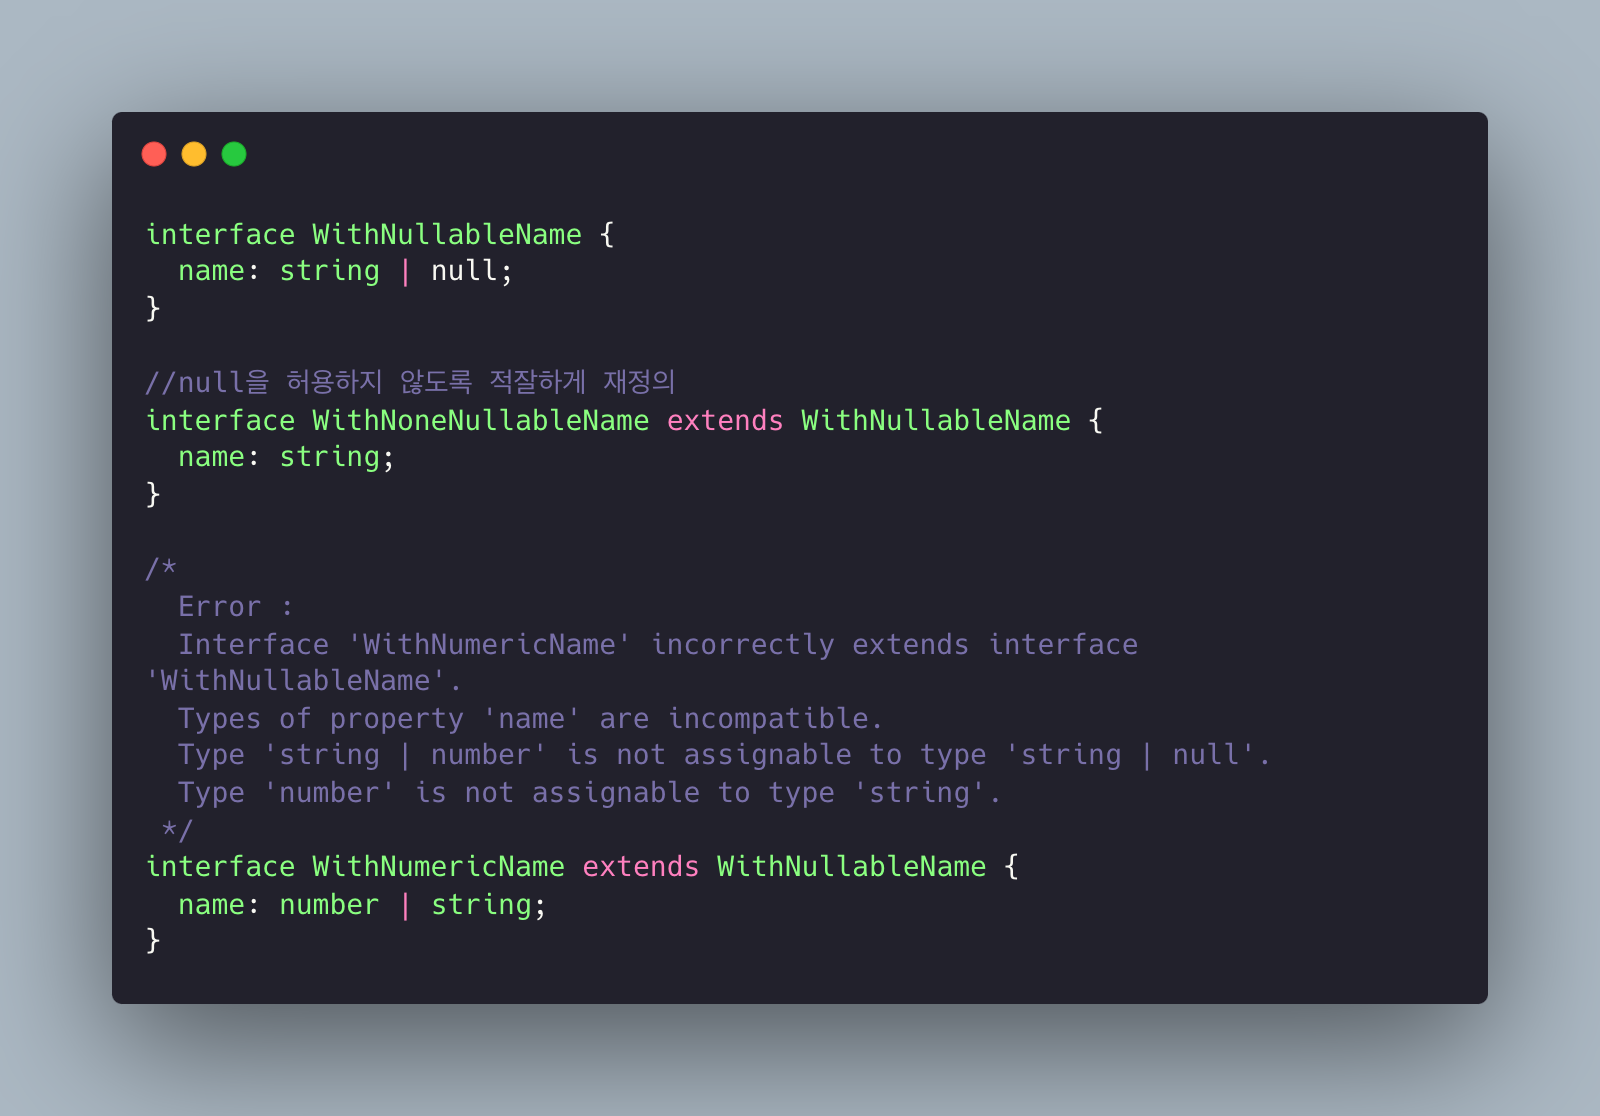 interface WithNullableName {
  name: string | null;
}

//null을 허용하지 않도록 적잘하게 재정의
interface WithNoneNullableName extends WithNullableName {
  name: string;
}

/*
  Error :
  Interface 'WithNumericName' incorrectly extends interface
'WithNullableName'.
  Types of property 'name' are incompatible.
  Type 'string | number' is not assignable to type 'string | null'.
  Type 'number' is not assignable to type 'string'.
 */
interface WithNumericName extends WithNullableName {
  name: number | string;
}